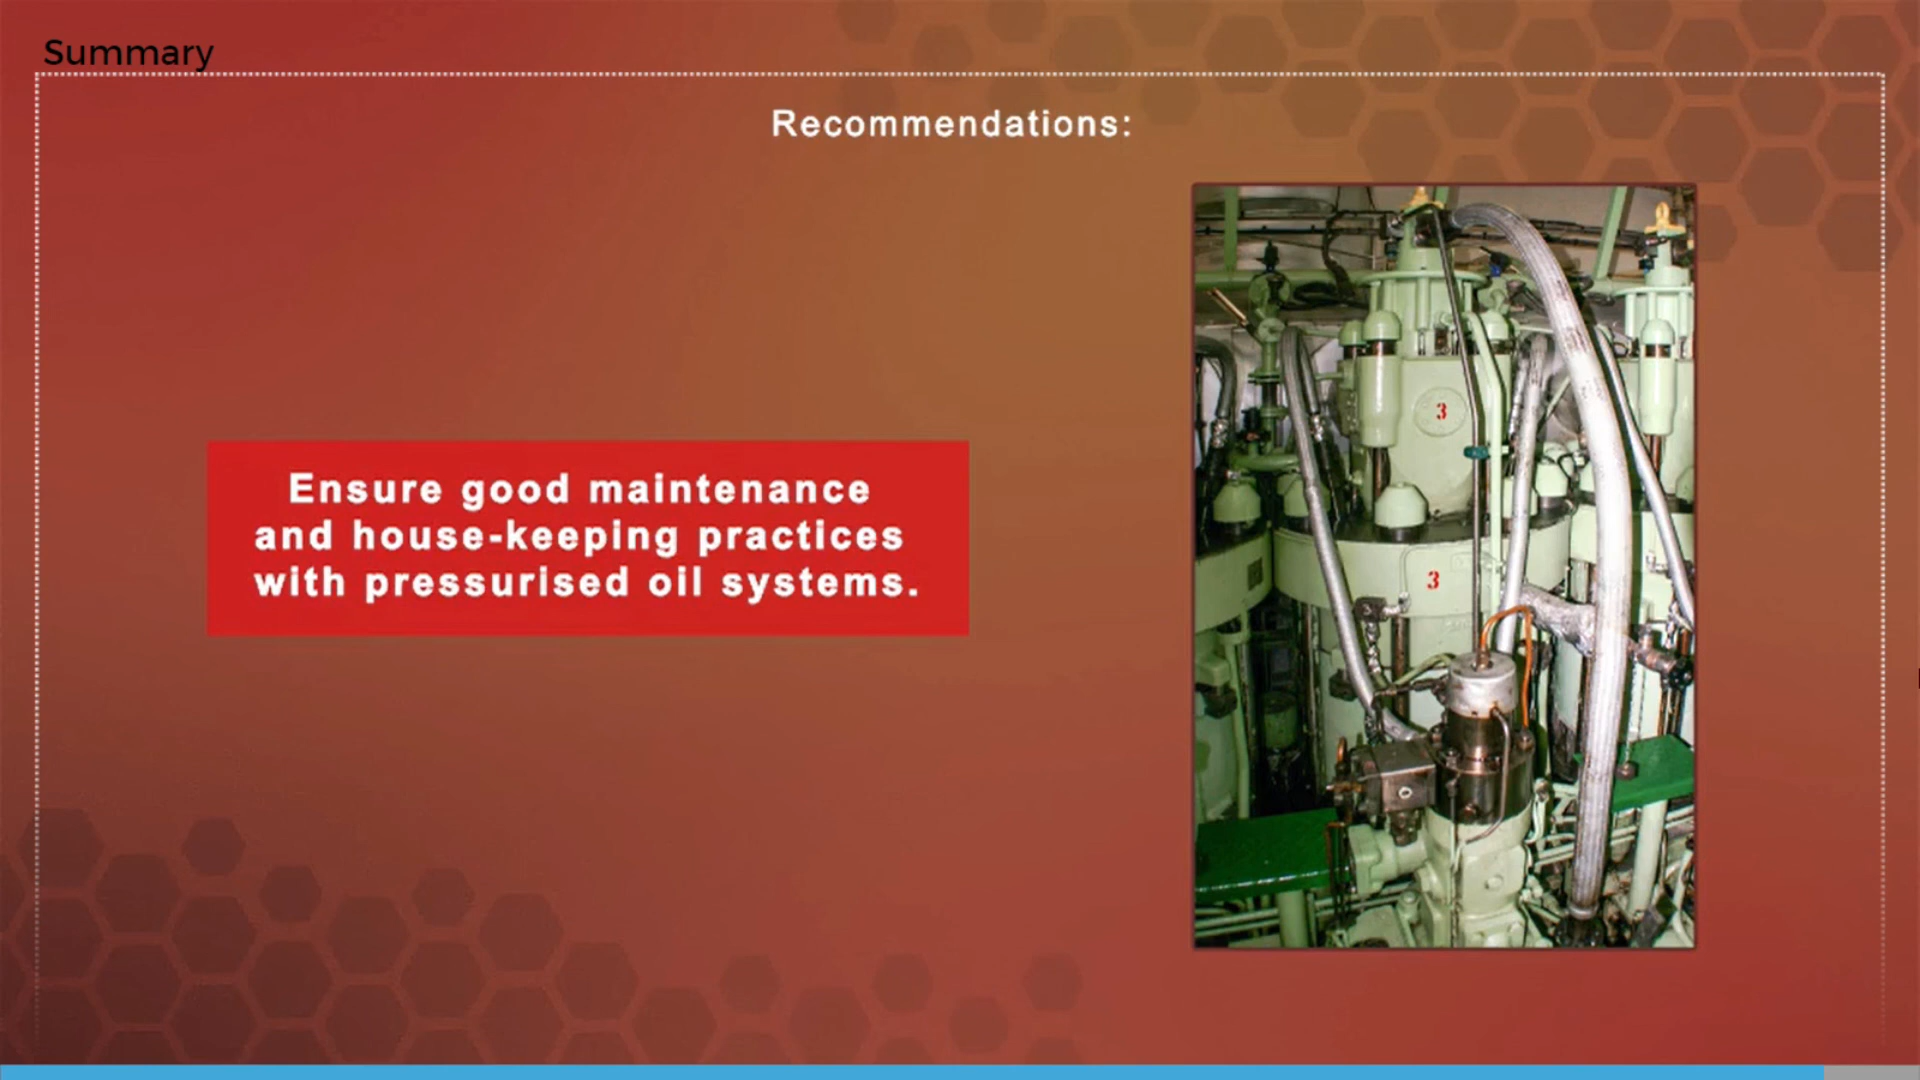 Summary
Recommendations:
Ensure good maintenance
and house-keeping practices
with pressurised oil systems.
3
3